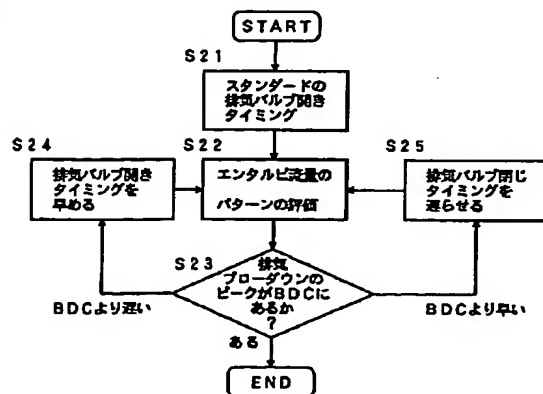 START
S21
スタンダードの
排気バルブ開き
タイミング
S24
排気バルブ開き
タイミングを
早める
S22
エンタルピ流量の
パターンの評価
S25
排気バルブ閉じ
タイミングを
遅らせる
S23
排気
ブローダウンの
ピークがBDCに
あるか
?
BDCより遅い
BDCより早い
ある
END